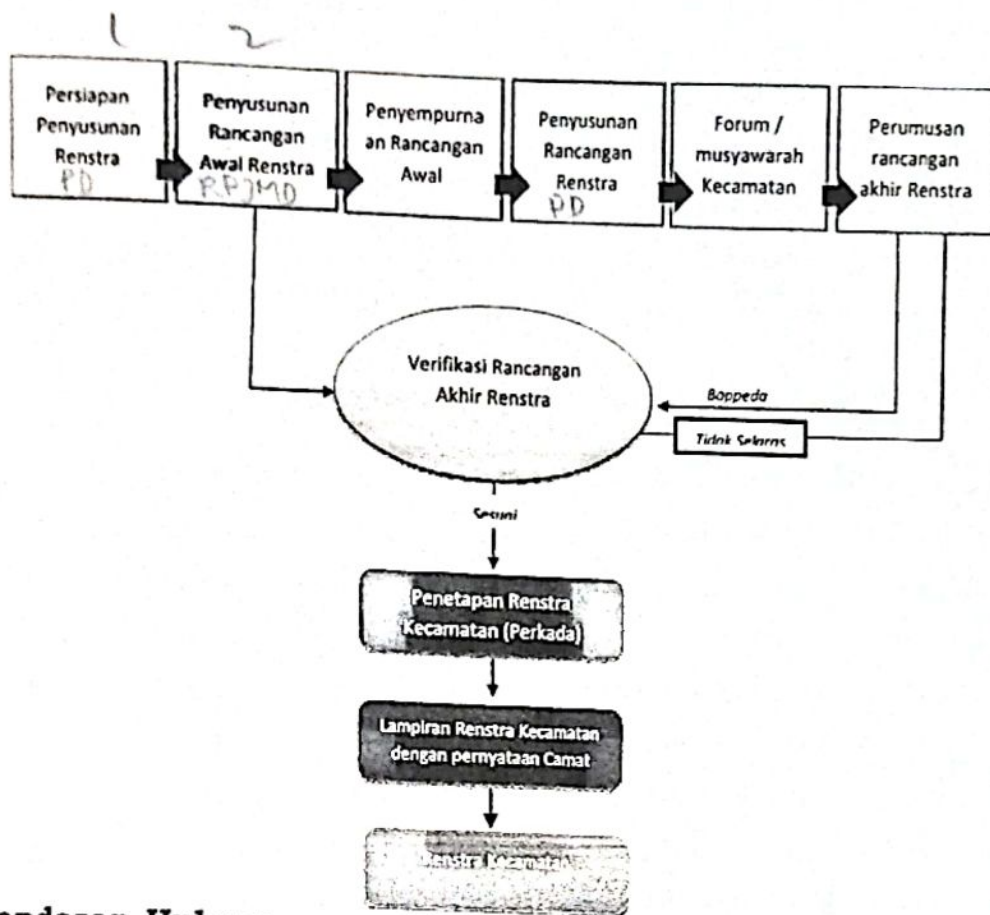 1
2
Persiapan
Penyusunan
Renstra
PD
Penyusunan
Rancangan
Awal Renstra
RPJMD
Penyempurna
an Rancangan
Awal
Penyusunan
Rancangan
Renstra
PD
Forum /
musyawarah
Kecamatan
Perumusan
rancangan
akhir Renstra
Verifikasi Rancangan
Akhir Renstra
Bappeda
Tidak Selaras
Sesuai
Penetapan Renstra
Kecamatan (Perkada)
Lampiran Renstra Kecamatan
dengan pernyataan Camat
Renstra Kecamatan
Hukum